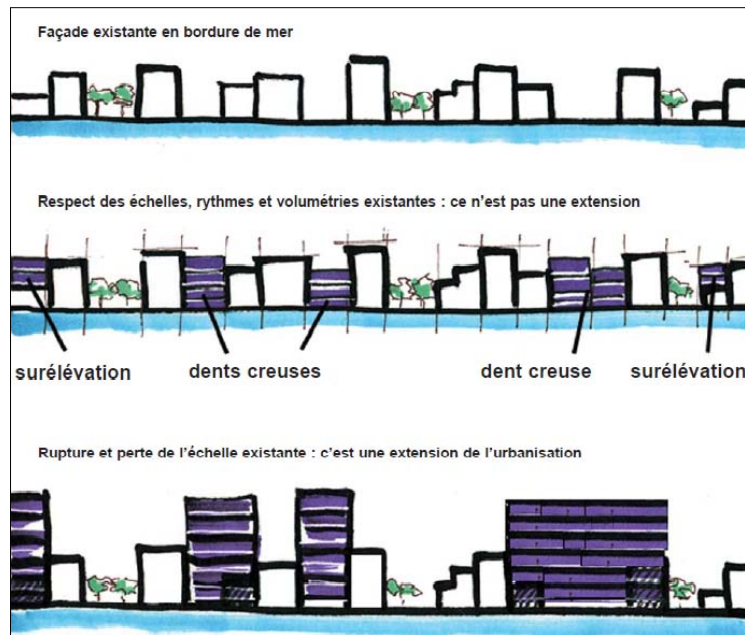 Façade existante en bordure de mer
Respect des échelles, rythmes et volumétries existantes : ce n'est pas une extension
surélévation dents creuses dent creuse surélévation
Rupture et perte de l'échelle existante : c'est une extension de l'urbanisation